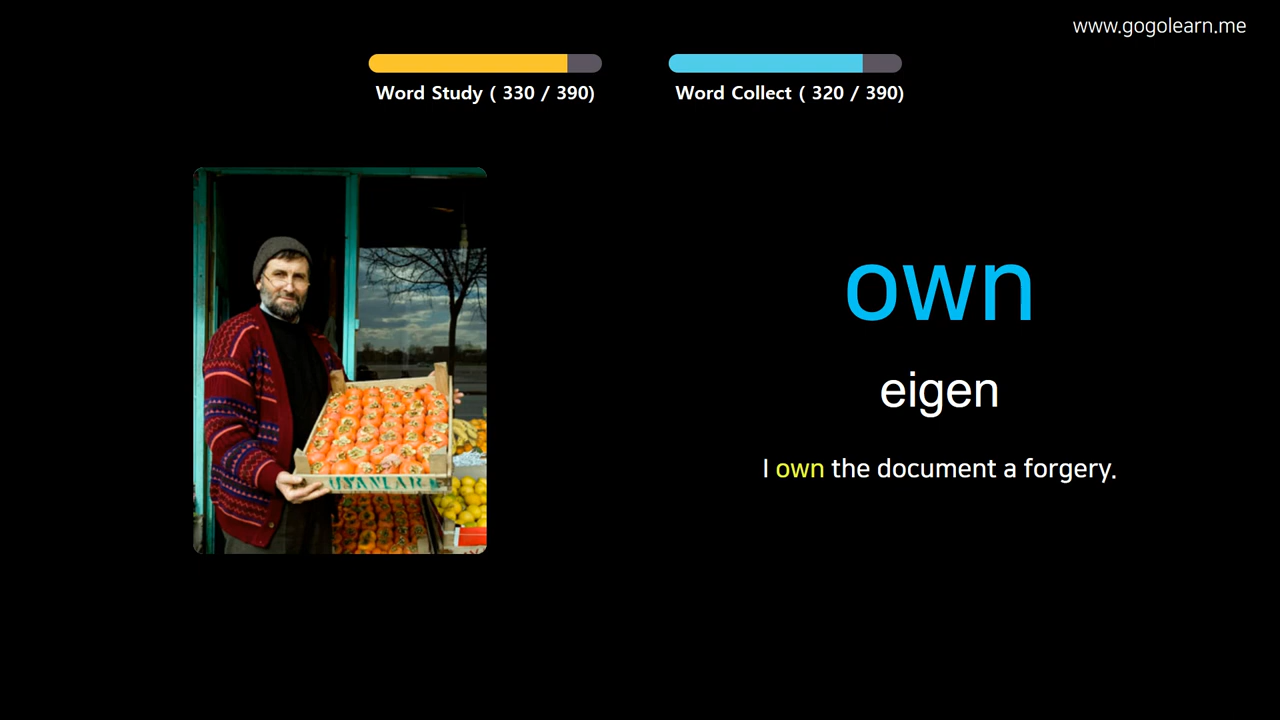 www.gogolearn.me
Word Study ( 330 / 390)
Word Collect ( 320 / 390)
own
eigen
I own the document a forgery.